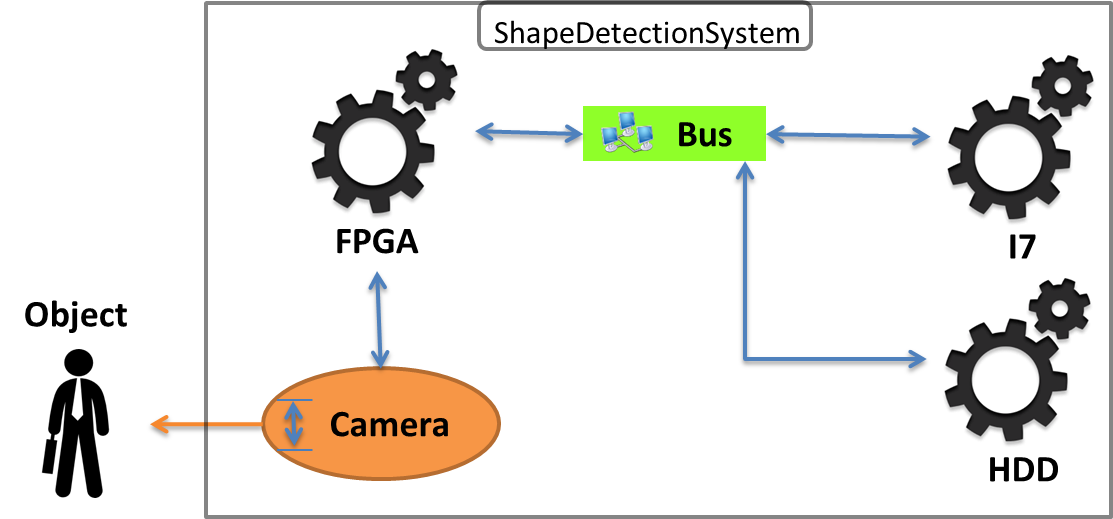 ShapeDetectionSystem
Bus
FPGA
I7
Object
Camera
HDD